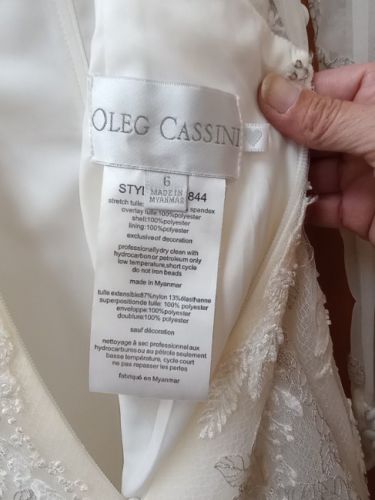 OLEG CASSINI
6
MADE IN
MYANMAR
STYL 844
stretch tulle: spandex
overlay tulle:100%polyester
shell:100%polyester
lining: 100%polyester
exclusive of decoration
professionally dry clean with
hydrocarbon or petroleum only
low temperature,short cycle
do not iron beads
made in Myanmar
tulle extensible87%nylon 13%élasthanne
superposition de tulle: 100% polyester
enveloppe:100% polyester
doublure:100% polyester
sauf décoration
nettoyage à sec professionnel aux
hydrocarbures ou au pétrole seulement
basse température, cycle court
ne pas repasser les perles
fabriqué en Myanmar